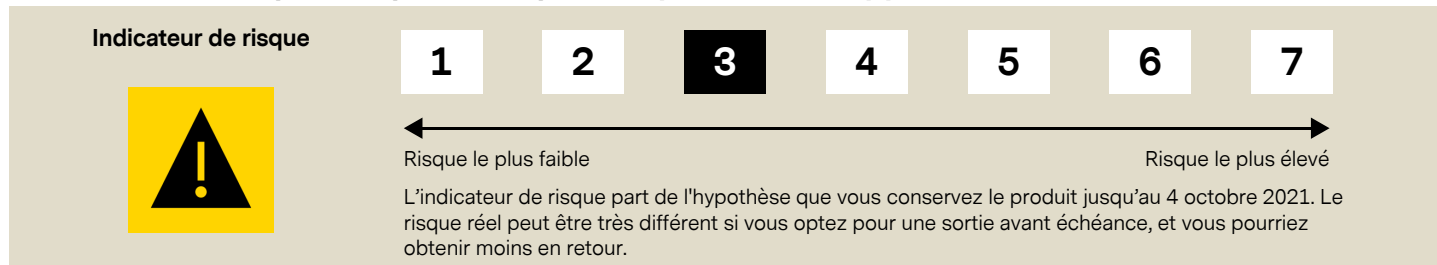 Indicateur de risque
1 2 3 4 5 6 7
Risque le plus faible Risque le plus élevé
L’indicateur de risque part de l'hypothèse que vous conservez le produit jusqu’au 4 octobre 2021. Le
risque réel peut être très différent si vous optez pour une sortie avant échéance, et vous pourriez
obtenir moins en retour.